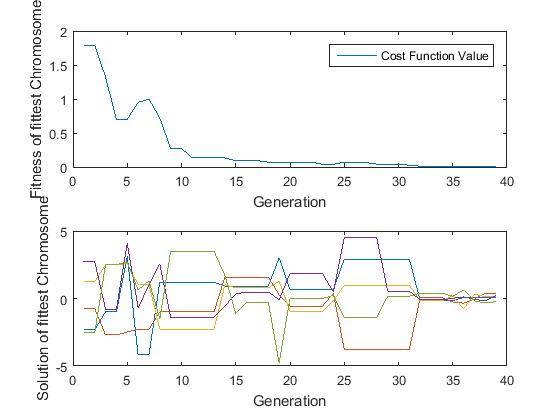 Fitness of fittest Chromosome
2
1.5
1
0.5
0
Cost Function Value
0 5 10 15 20 25 30 35 40
Generation
Solution of fittest Chromosome
5
0
-5
0 5 10 15 20 25 30 35 40
Generation